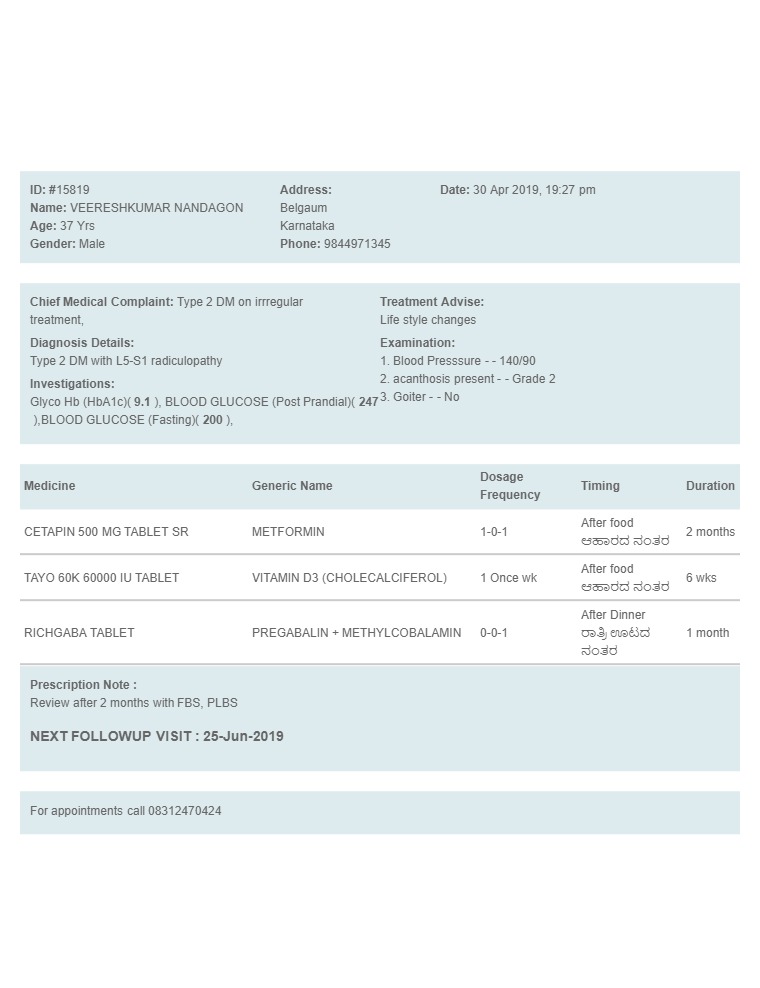 ID: #15819
Name: VEERESHKUMAR NANDAGON
Age: 37 Yrs
Gender: Male
Address:
Belgaum
Karnataka
Phone: 9844971345
Date: 30 Apr 2019, 19:27 pm
Chief Medical Complaint: Type 2 DM on irrregular
treatment,
Diagnosis Details:
Type 2 DM with L5-S1 radiculopathy
Investigations:
Glyco Hb (HbA1c)( 9.1 ), BLOOD GLUCOSE (Post Prandial)( 247
),BLOOD GLUCOSE (Fasting)( 200 ),
Treatment Advise:
Life style changes
Examination:
1. Blood Presssure - - 140/90
2. acanthosis present - - Grade 2
3. Goiter - - No
Medicine Generic Name Dosage Frequency Timing Duration
CETAPIN 500 MG TABLET SR METFORMIN 1-0-1 After food ಆಹಾರದ ನಂತರ 2 months
TAYO 60K 60000 IU TABLET VITAMIN D3 (CHOLECALCIFEROL) 1 Once wk After food ಆಹಾರದ ನಂತರ 6 wks
RICHGABA TABLET PREGABALIN + METHYLCOBALAMIN 0-0-1 After Dinner ರಾತ್ರಿ ಊಟದ ನಂತರ 1 month
Prescription Note :
Review after 2 months with FBS, PLBS
NEXT FOLLOWUP VISIT : 25-Jun-2019
For appointments call 08312470424